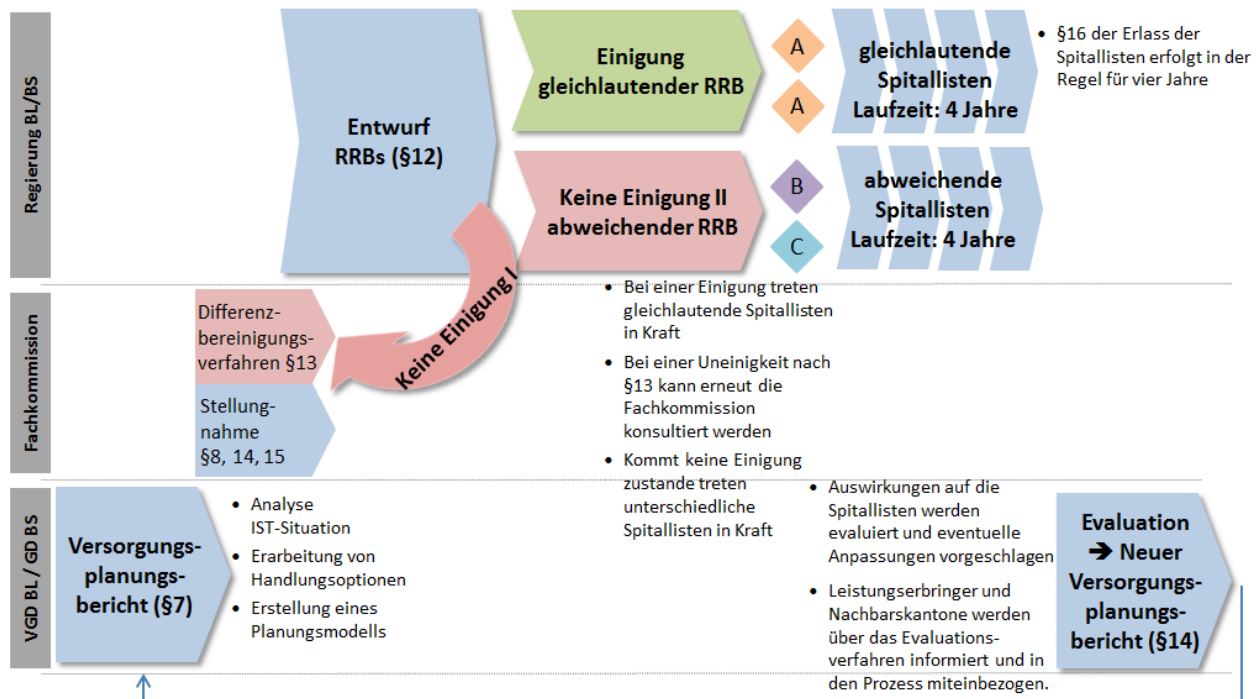 Regierung BL/BS
Entwurf
RRBs (§12)
Einigung
gleichlautender RRB
A
A
gleichlautende
Spitallisten
Laufzeit: 4 Jahre
• §16 der Erlass der
Spitallisten erfolgt in der
Regel für vier Jahre
Keine Einigung II
abweichender RRB
B
C
abweichende
Spitallisten
Laufzeit: 4 Jahre
Keine Einigung I
Fachkommission
Differenz-
bereinigungs-
verfahren §13
Stellung-
nahme
§8, 14, 15
• Bei einer Einigung treten
gleichlautende Spitallisten
in Kraft
• Bei einer Uneinigkeit nach
§13 kann erneut die
Fachkommission
konsultiert werden
• Kommt keine Einigung
zustande treten
unterschiedliche
Spitallisten in Kraft
VGD BL / GD BS
Versorgungs-
planungs-
bericht (§7)
• Analyse
IST-Situation
• Erarbeitung von
Handlungsoptionen
• Erstellung eines
Planungsmodells
• Auswirkungen auf die
Spitallisten werden
evaluiert und eventuelle
Anpassungen vorgeschlagen
• Leistungserbringer und
Nachbarskantone werden
über das Evaluations-
verfahren informiert und in
den Prozess miteinbezogen.
Evaluation
➔ Neuer
Versorgungs-
planungs-
bericht (§14)